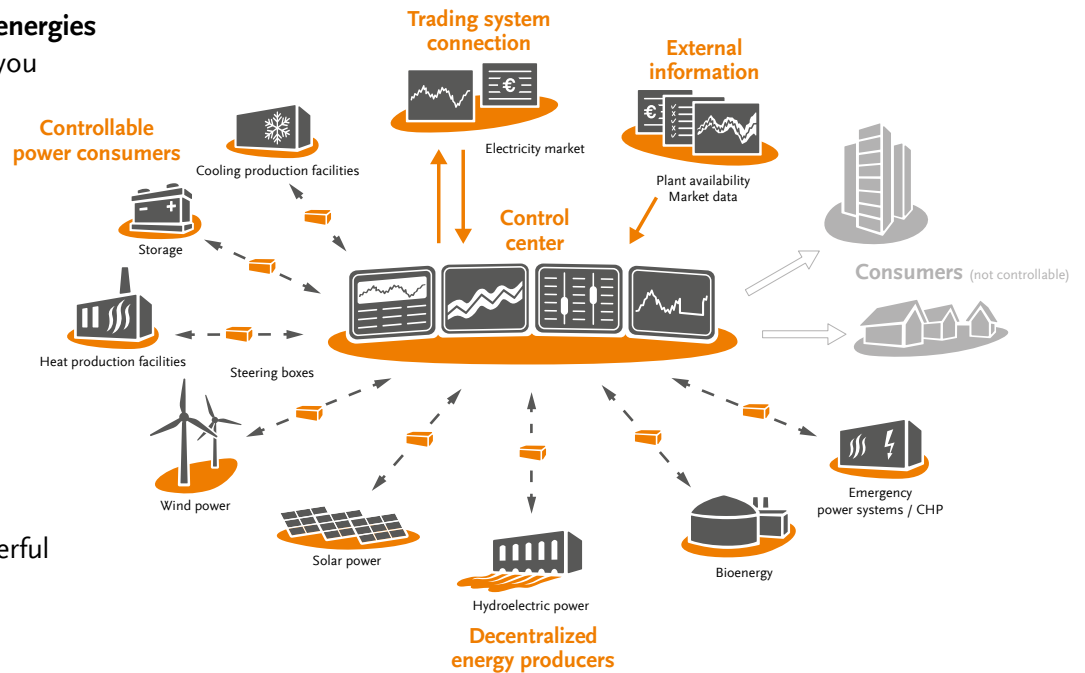 energies
you
Trading system
connection
Electricity market
External
information
Plant availability
Market data
Controllable
power consumers
Cooling production facilities
Storage
Heat production facilities
Steering boxes
Control
center
Consumers (not controllable)
Wind power
Solar power
Hydroelectric power
Decentralized
energy producers
Bioenergy
Emergency
power systems / CHP
erful